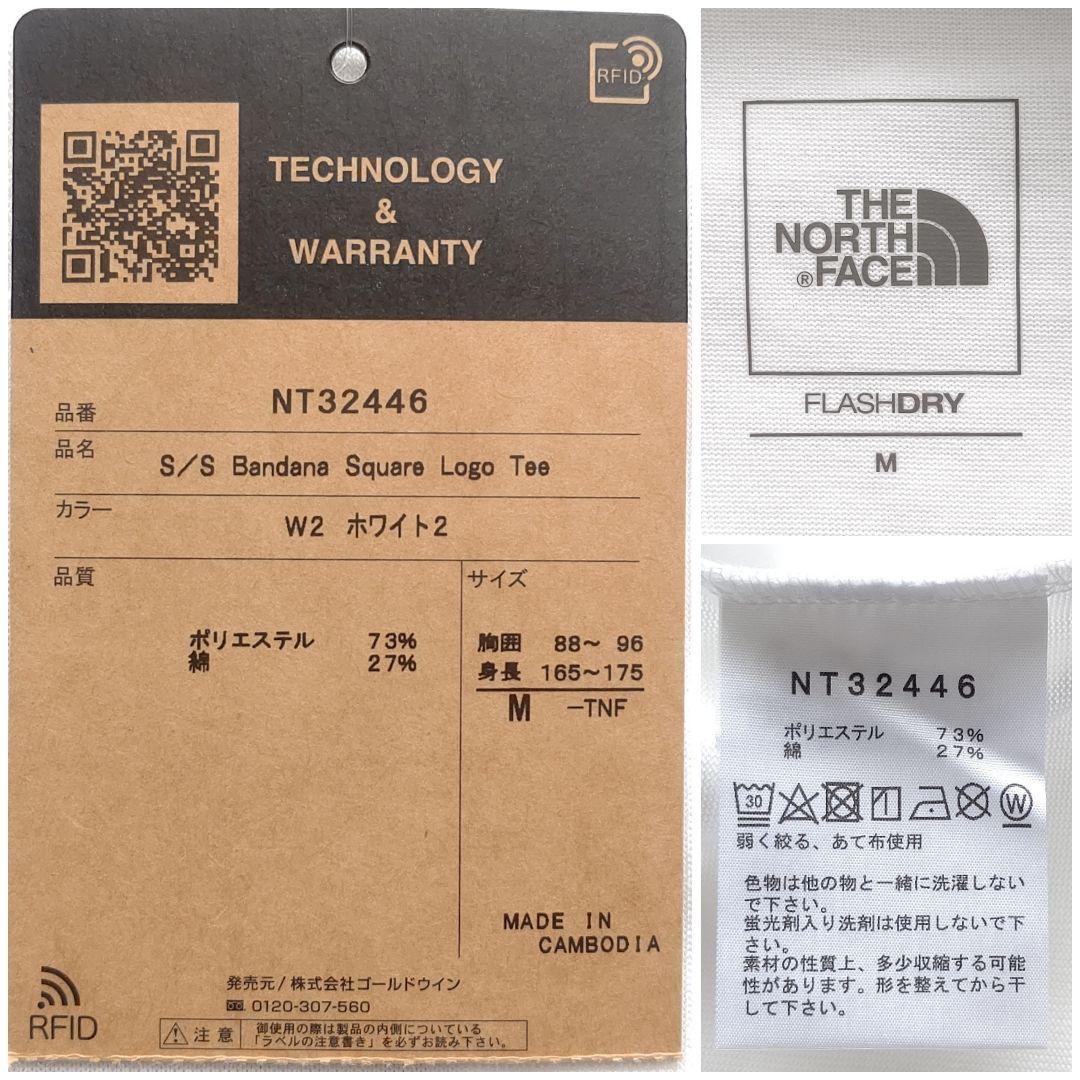 RFID
TECHNOLOGY
&
WARRANTY
品番 NT32446
品名
S/S Bandana Square Logo Tee
カラー
W2 ホワイト2
品質
サイズ
ポリエステル 73%
綿 27%
胸囲 88〜 96
身長 165〜175
M -TNF
MADE IN
CAMBODIA
RFID
発売元/株式会社ゴールドウイン
0120-307-560
注意
御使用の際は製品の内側についている
「ラベルの注意書き」を必ずお読み下さい。
THE
NORTH
®FACE
FLASHDRY
M
NT32446
ポリエステル 73%
綿 27%
30
W
弱く絞る、あて布使用
色物は他の物と一緒に洗濯しない
で下さい。
蛍光剤入り洗剤は使用しないで下
さい。
素材の性質上、多少収縮する可能
性があります。形を整えてから干
して下さい。